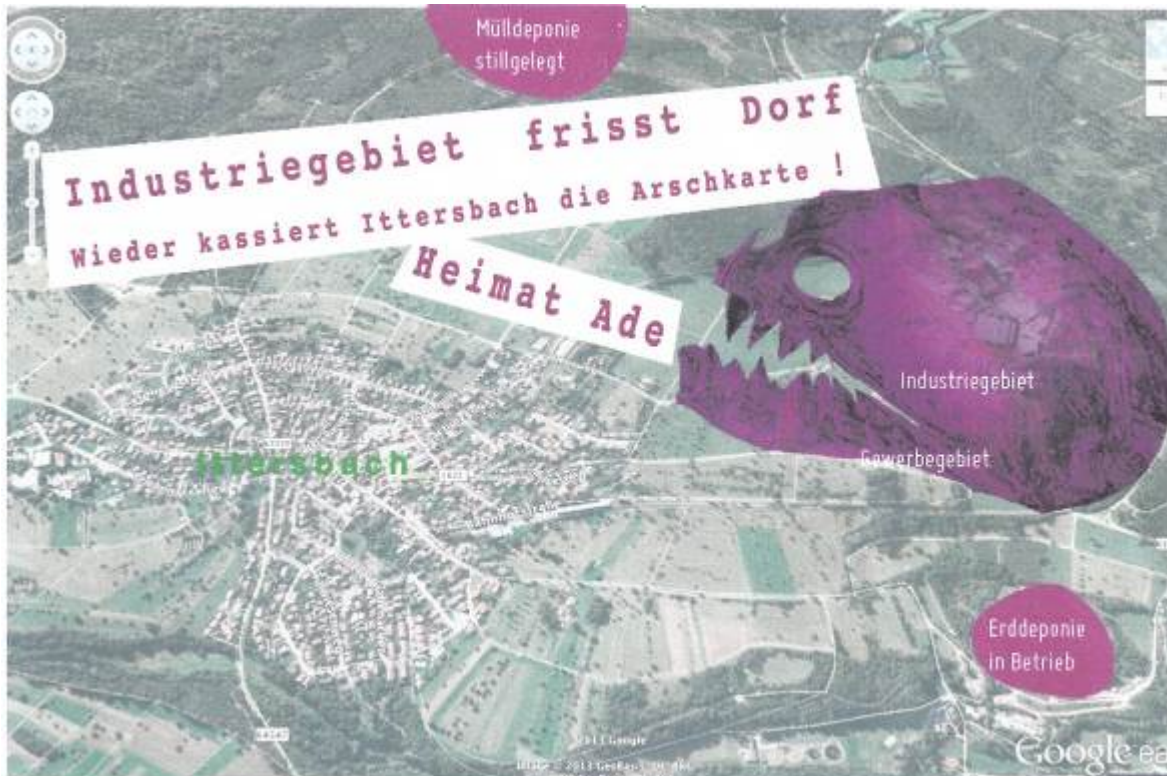 Mülldeponie
stillgelegt
Industriegebiet frisst Dorf
Wieder kassiert Ittersbach die Arschkarte !
Heimat Ade
Industriegebiet
Gewerbegebiet
Ittersbach
Erddeponie
in Betrieb
Google ea